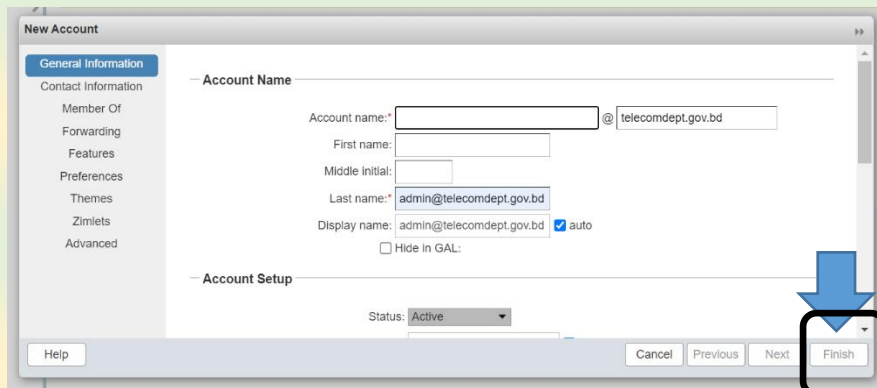 New Account
General Information
Contact Information
Member Of
Forwarding
Features
Preferences
Themes
Zimlets
Advanced
Account Name
Account name:* @ telecomdept.gov.bd
First name:
Middle initial:
Last name:* admin@telecomdept.gov.bd
Display name: admin@telecomdept.gov.bd auto
Hide in GAL:
Account Setup
Status: Active
Help Cancel Previous Next Finish